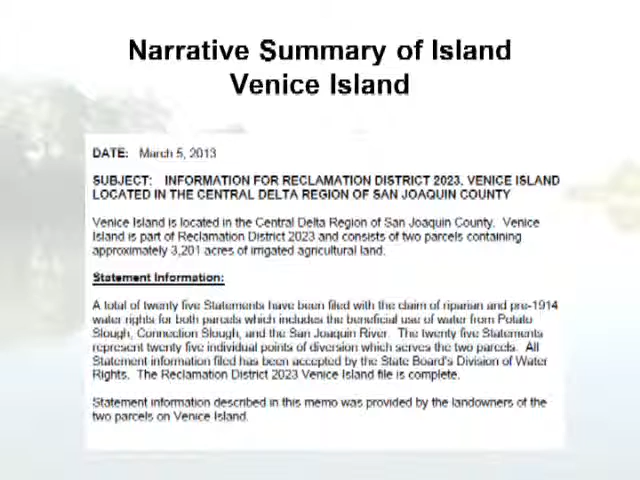 Narrative Summary of Island
Venice Island
DATE: March 5, 2013
SUBJECT: INFORMATION FOR RECLAMATION DISTRICT 2023, VENICE ISLAND
LOCATED IN THE CENTRAL DELTA REGION OF SAN JOAQUIN COUNTY
Venice Island is located in the Central Delta Region of San Joaquin County. Venice
Island is part of Reclamation District 2023 and consists of two parcels containing
approximately 3,201 acres of irrigated agricultural land.
Statement Information:
A total of twenty five Statements have been filed with the claim of riparian and pre-1914
water rights for both parcels which includes the beneficial use of water from Potato
Slough, Connection Slough, and the San Joaquin River. The twenty five Statements
represent twenty five individual points of diversion which serves the two parcels. All
Statement information filed has been accepted by the State Board's Division of Water
Rights. The Reclamation District 2023 Venice Island file is complete.
Statement information described in this memo was provided by the landowners of the
two parcels on Venice Island.